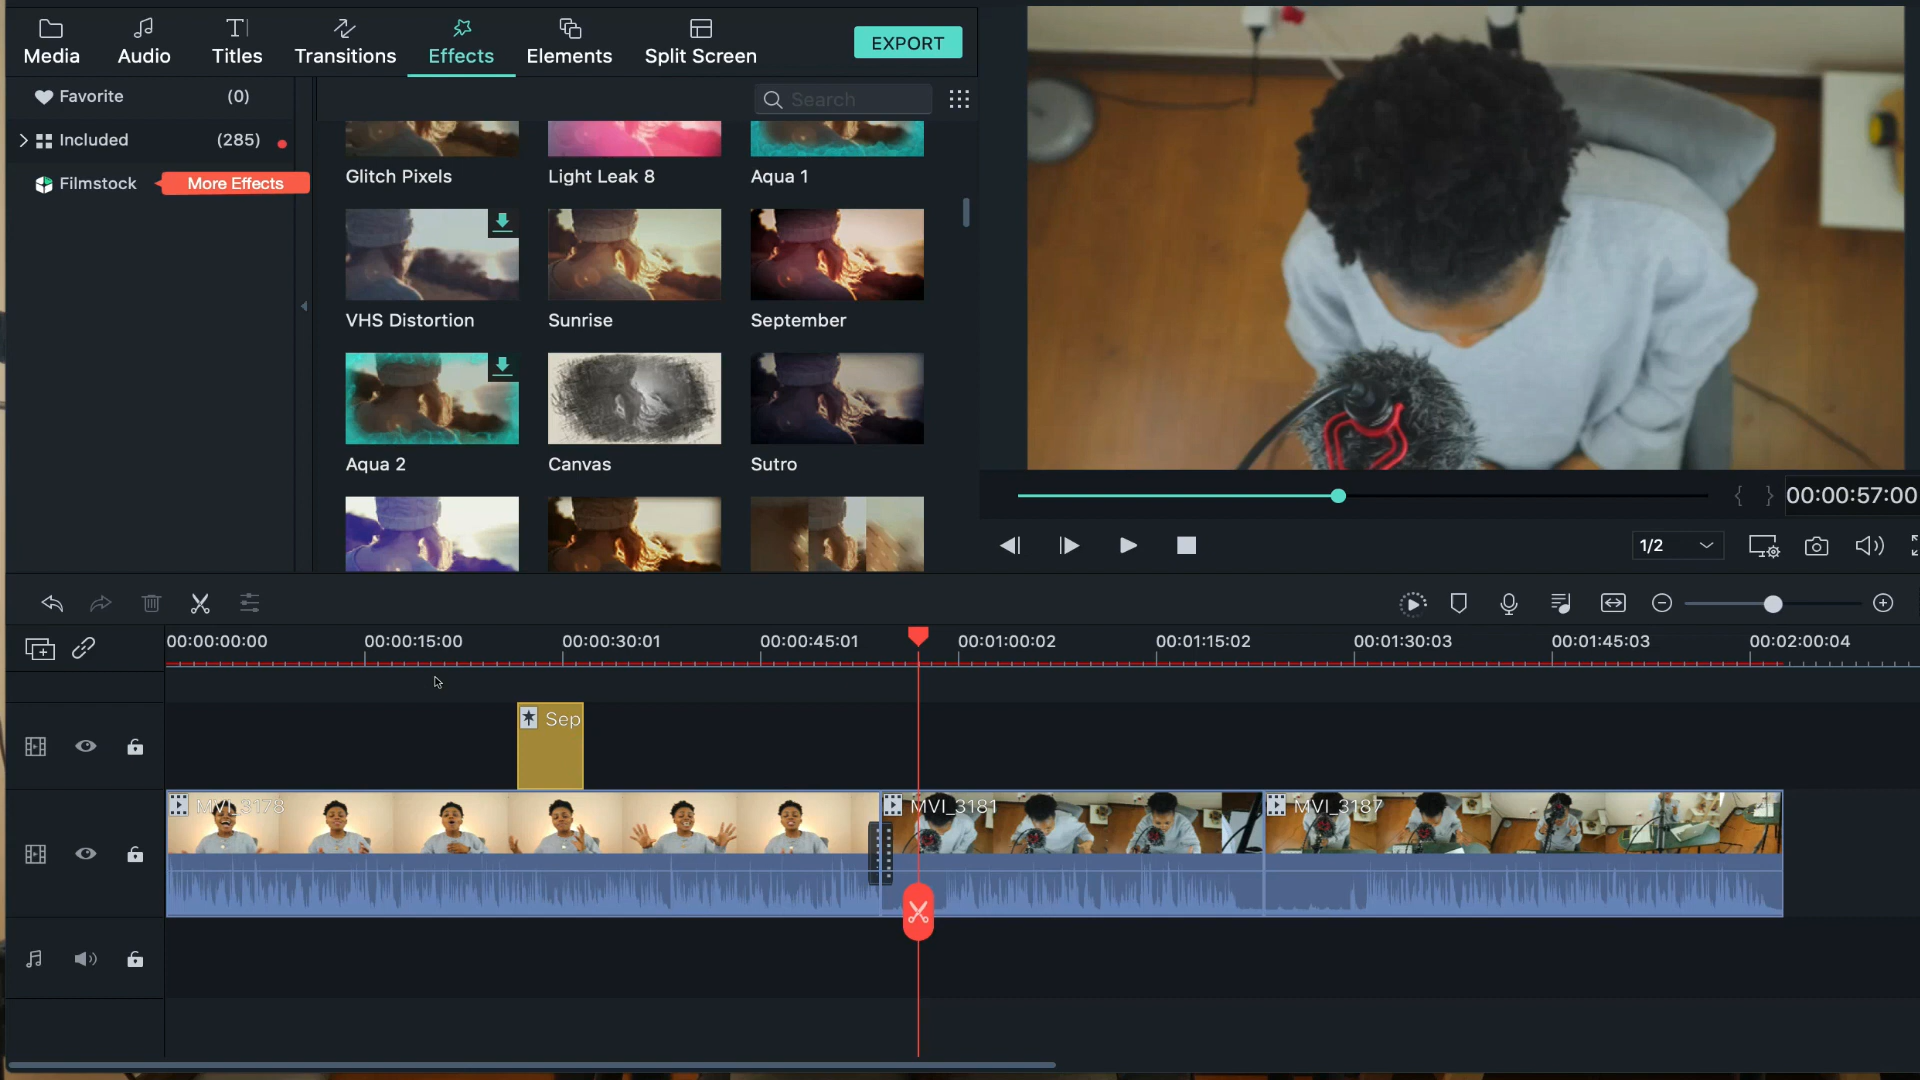 Media Audio Titles Transitions Effects Elements Split Screen EXPORT
Favorite (0)
Search
Included (285)
Filmstock More Effects
Glitch Pixels Light Leak 8 Aqua 1
VHS Distortion Sunrise September
Aqua 2 Canvas Sutro
{ } 00:00:57:00
1/2
00:00:00:00 00:00:15:00 00:00:30:01 00:00:45:01 00:01:00:02 00:01:15:02 00:01:30:03 00:01:45:03 00:02:00:04
Sep
MVI_3178 MVI_3181 MVI_3187